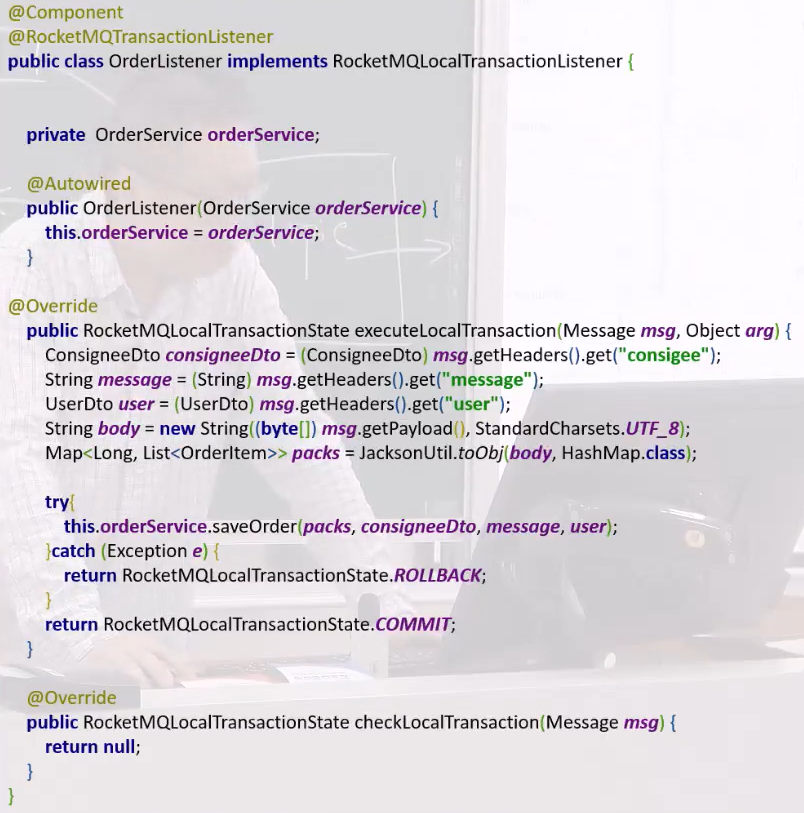 @Component
@RocketMQTransactionListener
public class OrderListener implements RocketMQLocalTransactionListener {
private OrderService orderService;
@Autowired
public OrderListener(OrderService orderService) {
this.orderService = orderService;
}
@Override
public RocketMQLocalTransactionState executeLocalTransaction(Message msg, Object arg) {
ConsigneeDto consigneeDto = (ConsigneeDto) msg.getHeaders().get("consigee");
String message = (String) msg.getHeaders().get("message");
UserDto user = (UserDto) msg.getHeaders().get("user");
String body = new String((byte[]) msg.getPayload(), StandardCharsets.UTF_8);
Map<Long, List<OrderItem>> packs = JacksonUtil.toObj(body, HashMap.class);
try{
this.orderService.saveOrder(packs, consigneeDto, message, user);
}catch (Exception e) {
return RocketMQLocalTransactionState.ROLLBACK;
}
return RocketMQLocalTransactionState.COMMIT;
}
@Override
public RocketMQLocalTransactionState checkLocalTransaction(Message msg) {
return null;
}
}